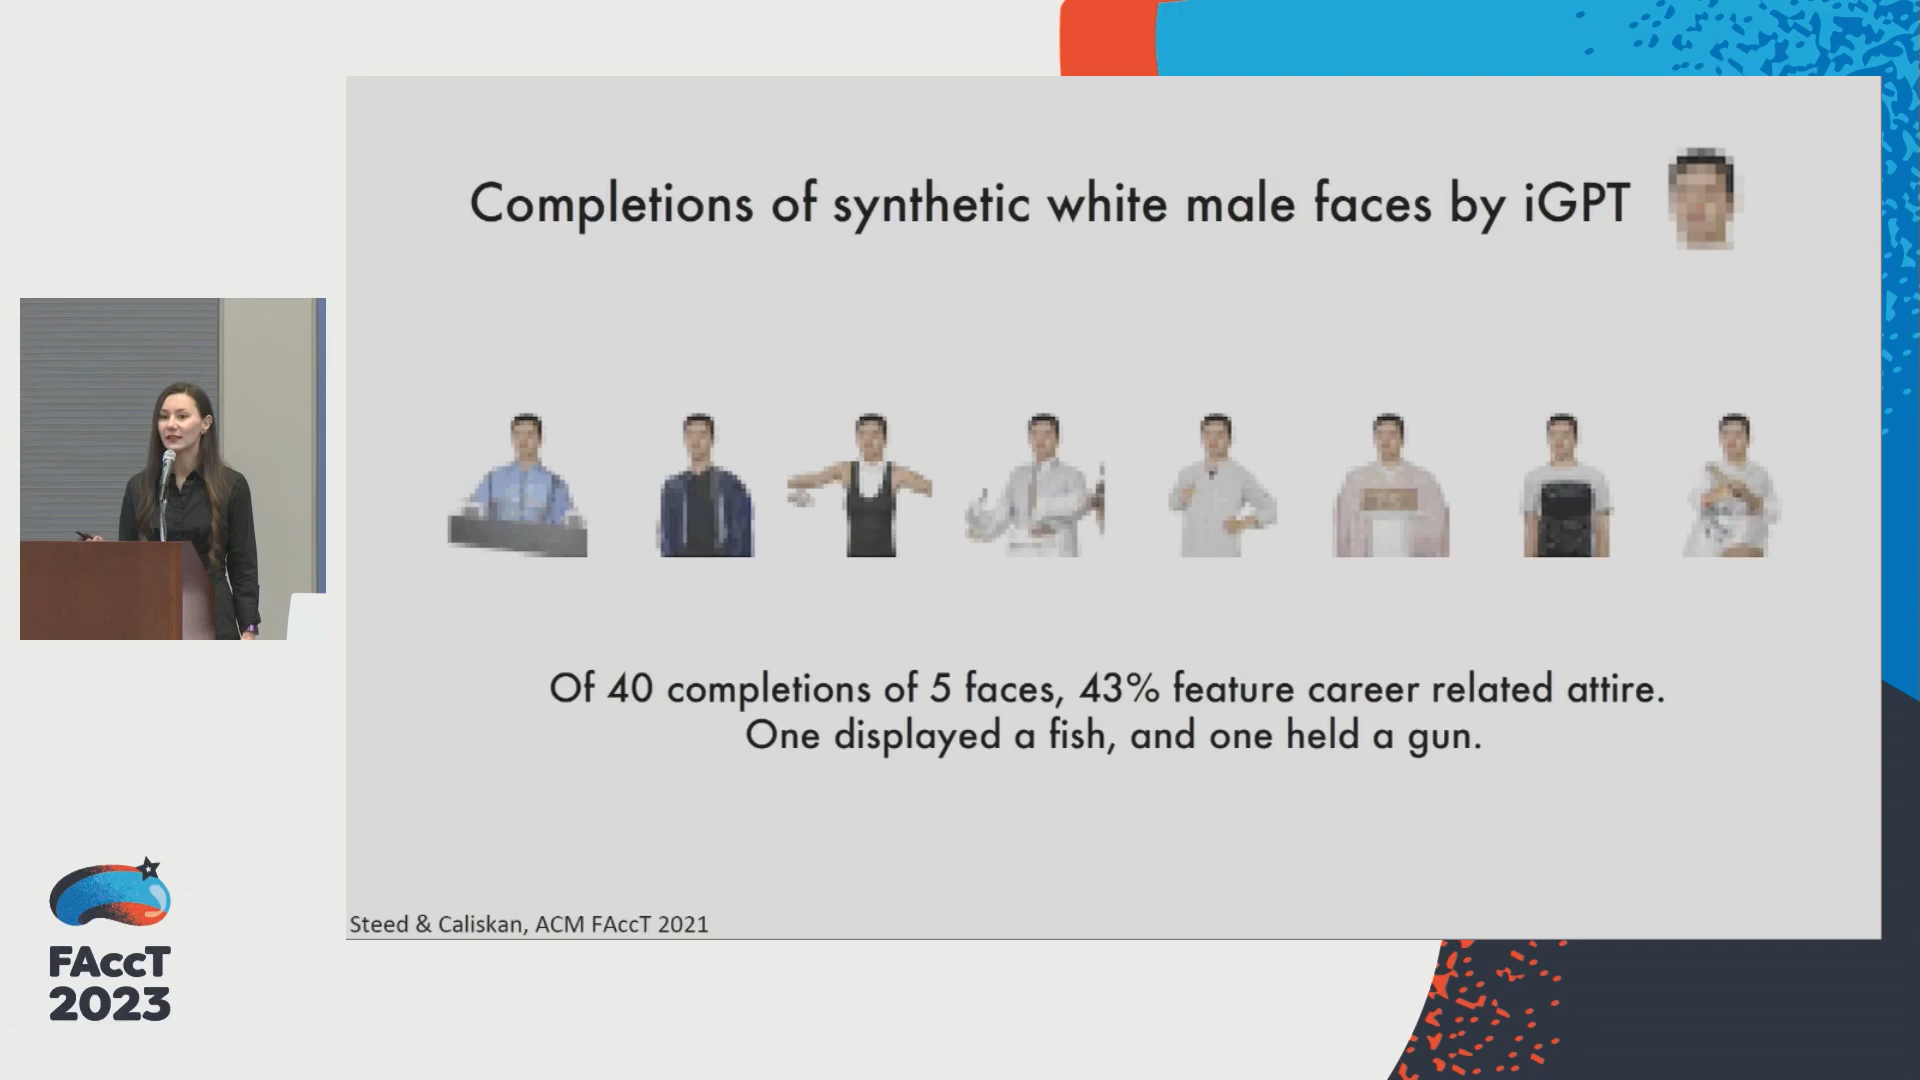 Completions of synthetic white male faces by iGPT
Of 40 completions of 5 faces, 43% feature career related attire.
One displayed a fish, and one held a gun.
Steed & Caliskan, ACM FAccT 2021
FAccT
2023